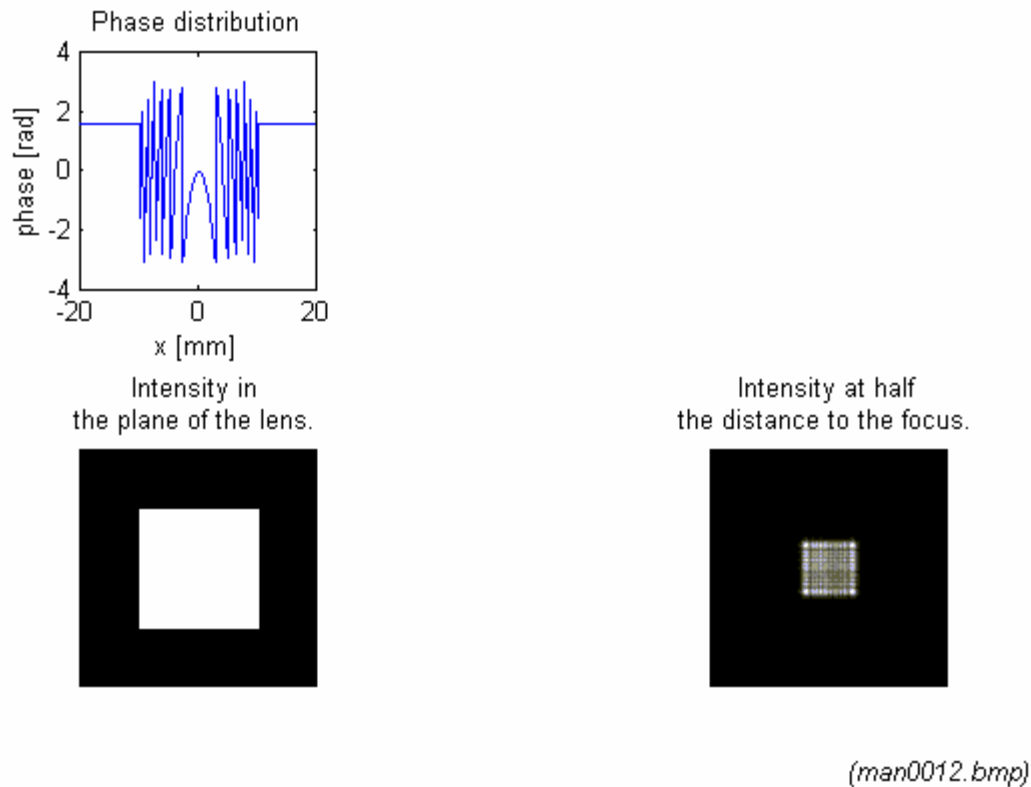 Phase distribution
4
2
0
-2
-4
phase [rad]
-20
0
20
x [mm]
Intensity in
the plane of the lens.
Intensity at half
the distance to the focus.
(man0012.bmp)